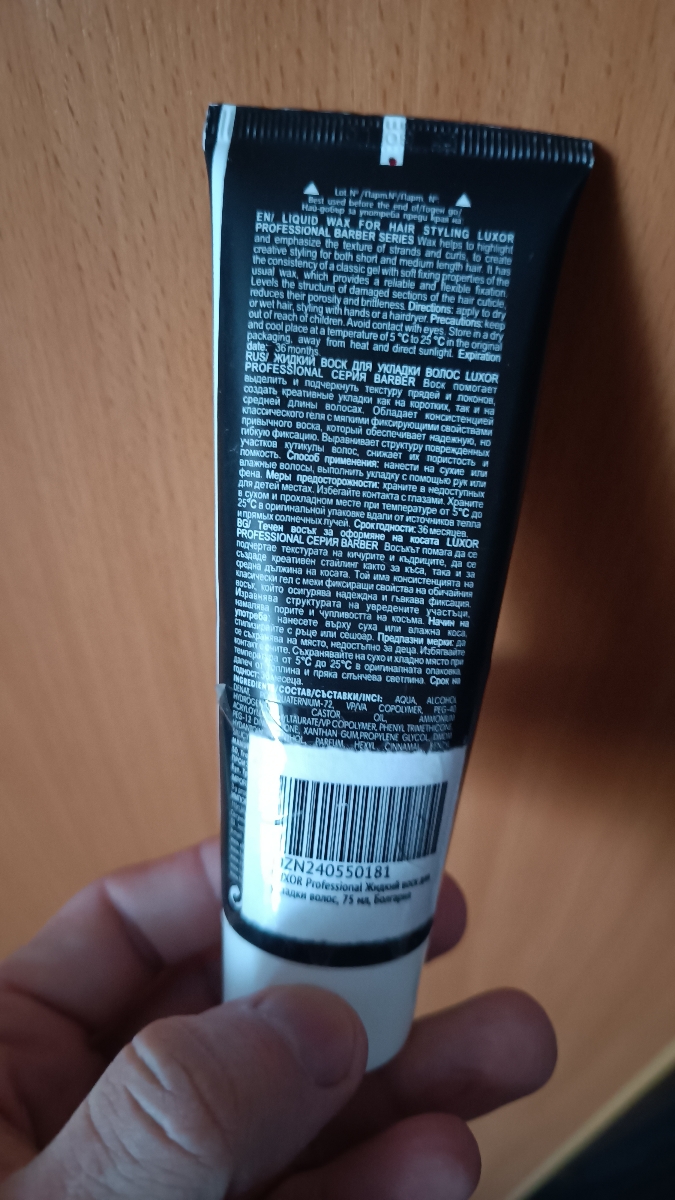 Lot N° /Парт.N°/Парт. N°
Best used before the end of/Годен до/
Най-добър за употреба преди края на:
EN/ LIQUID WAX FOR HAIR STYLING LUXOR
PROFESSIONAL BARBER SERIES Wax helps to highlight
and emphasize the texture of strands and curls, to create
creative styling for both short and medium length hair. It has
the consistency of a classic gel with soft fixing properties of the
usual wax, which provides a reliable and flexible fixation.
Levels the structure of damaged sections of the hair cuticle,
reduces their porosity and brittleness. Directions: apply to dry
or wet hair, styling with hands or a hairdryer. Precautions: keep
out of reach of children. Avoid contact with eyes. Store in a dry
and cool place at a temperature of 5 °C to 25 °C in the original
packaging, away from heat and direct sunlight. Expiration
date: 36 months.
RUS/ ЖИДКИЙ ВОСК ДЛЯ УКЛАДКИ ВОЛОС LUXOR
PROFESSIONAL СЕРИЯ BARBER Воск помогает
выделить и подчеркнуть текстуру прядей и локонов,
создать креативные укладки как на коротких, так и на
средней длины волосах. Обладает консистенцией
классического геля с мягкими фиксирующими свойствами
привычного воска, который обеспечивает надежную, но
гибкую фиксацию. Выравнивает структуру поврежденных
участков кутикулы волос, снижает их пористость и
ломкость. Способ применения: нанести на сухие или
влажные волосы, выполнить укладку с помощью рук или
фена. Меры предосторожности: храните в недоступных
для детей местах. Избегайте контакта с глазами. Храните
в сухом и прохладном месте при температуре от 5°C до
25°C в оригинальной упаковке вдали от источников тепла
и прямых солнечных лучей. Срок годности: 36 месяцев.
BG/ Течен восък за оформяне на косата LUXOR
PROFESSIONAL СЕРИЯ BARBER Восъкът помага да се
подчертае текстурата на кичурите и къдриците, да се
създаде креативен стайлинг както за къса, така и за
средна дължина на косата. Той има консистенцията на
класически гел с меки фиксиращи свойства на обичайния
восък, който осигурява надеждна и гъвкава фиксация.
Изравнява структурата на увредените участъци,
намалява порите и чупливостта на косъма. Начин на
употреба: нанесете върху суха или влажна коса,
стилизирайте с ръце или сешоар. Предпазни мерки: да
се съхранява на място, недостъпно за деца. Избягвайте
контакт с очите. Съхранявайте на сухо и хладно място при
температура от 5°C до 25°C в оригиналната опаковка,
далеч от топлина и пряка слънчева светлина. Срок на
годност: месеца.
INGREDIENTS/СОСТАВ/СЪСТАВКИ/INCI: AQUA, ALCOHOL
DENAT. VP/VA COPOLYMER, PEG-40
HYDROGENATED CASTOR OIL, AMMONIUM
COPOLYMER, PHENYL TRIMETHICONE,
XANTHAN GUM, PROPYLENE GLYCOL, DMDM
PARFUM, HEXYL CINNAMAL
ZN240550181
XOR Professional Жидкий воск для
ладки волос, 75 мл, Болгария